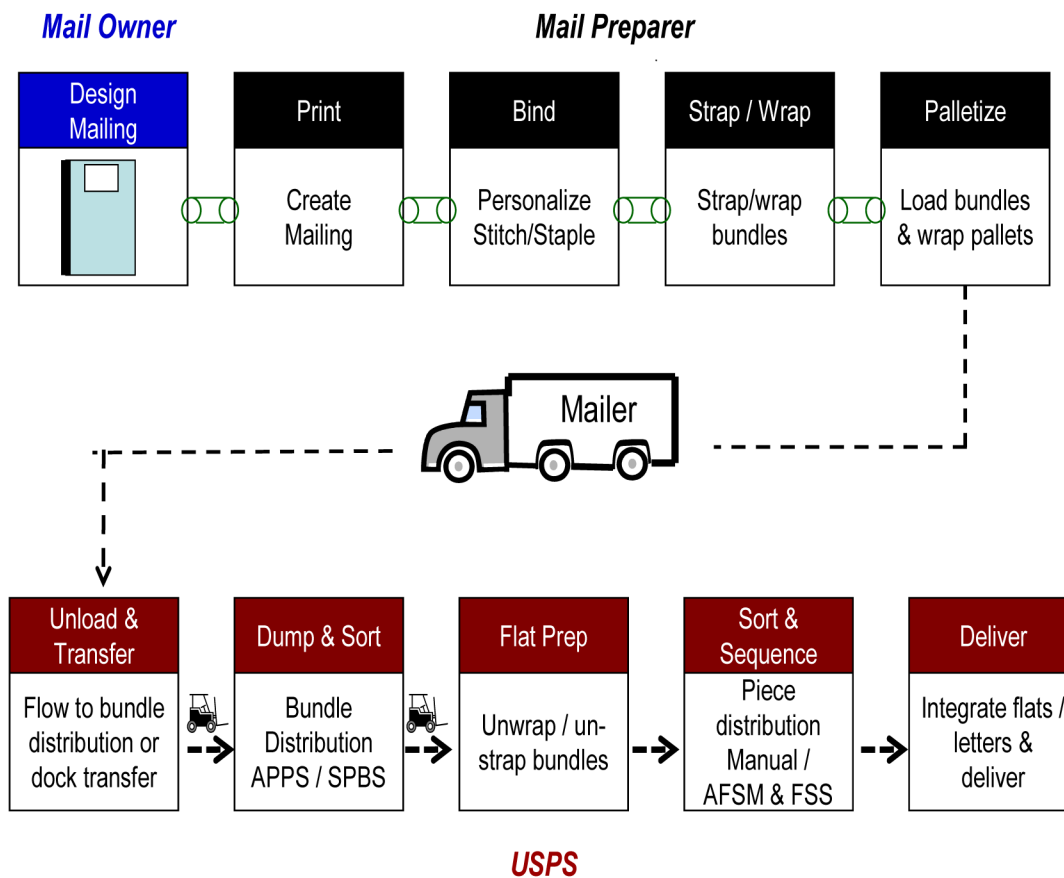 Mail Owner
Mail Preparer
Design
Mailing
Print
Create
Mailing
Bind
Personalize
Stitch/Staple
Strap / Wrap
Strap/wrap
bundles
Palletize
Load bundles
& wrap pallets
Mailer
Unload &
Transfer
Flow to bundle
distribution or
dock transfer
Dump & Sort
Bundle
Distribution
APPS / SPBS
Flat Prep
Unwrap / un-
strap bundles
Sort &
Sequence
Piece
distribution
Manual /
AFSM & FSS
Deliver
Integrate flats /
letters &
deliver
USPS